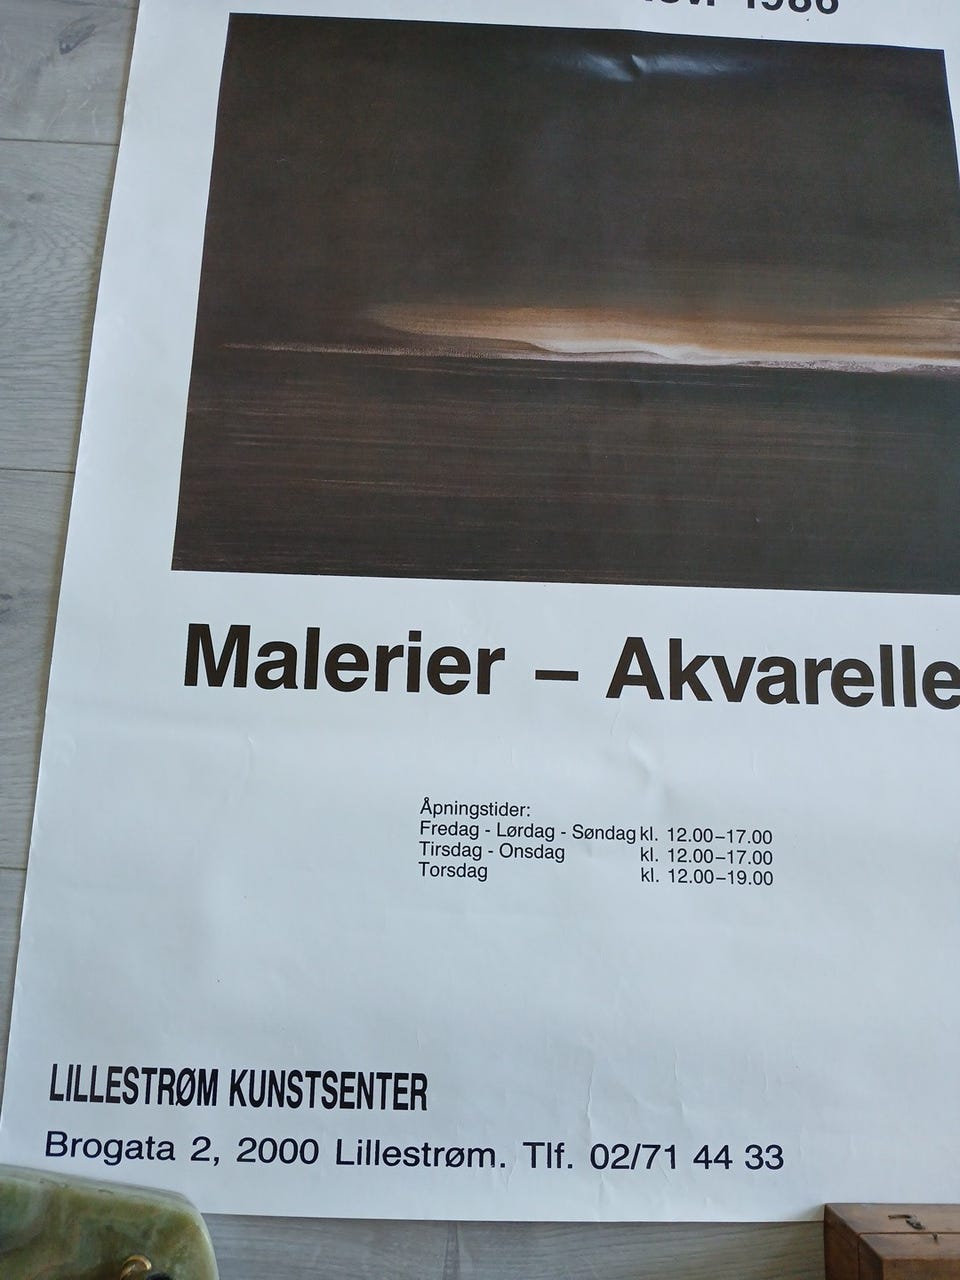 1986
Malerier – Akvarelle
Åpningstider:
Fredag - Lørdag - Søndag kl. 12.00–17.00
Tirsdag - Onsdag kl. 12.00–17.00
Torsdag kl. 12.00–19.00
LILLESTRØM KUNSTSENTER
Brogata 2, 2000 Lillestrøm. Tlf. 02/71 44 33